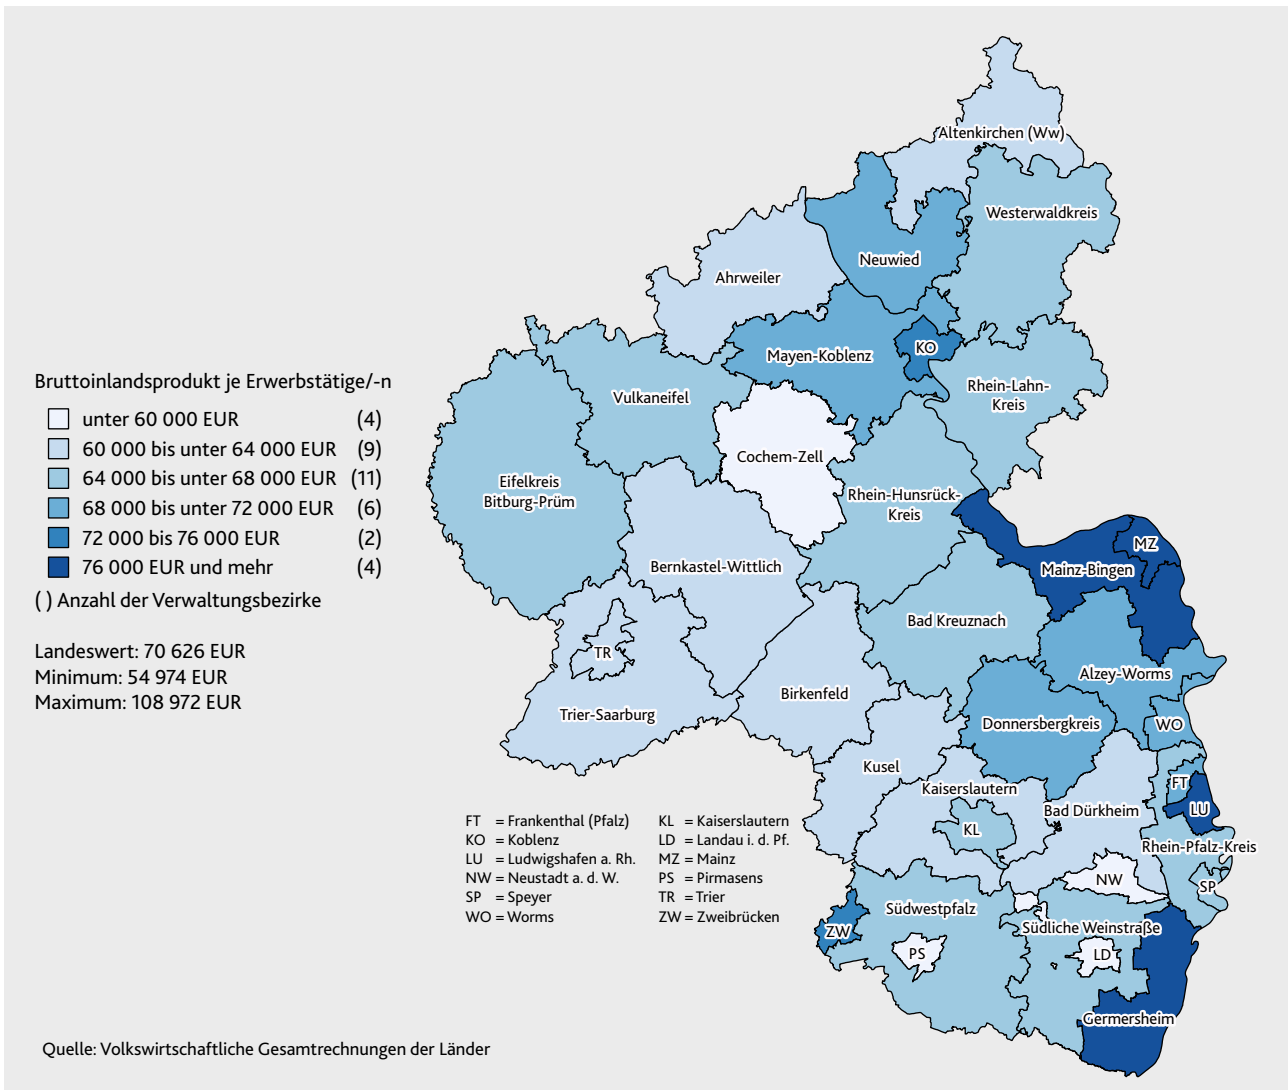 Altenkirchen (Ww)
Westerwaldkreis
Neuwied
Ahrweiler
KO
Mayen-Koblenz
Rhein-Lahn-
Kreis
Vulkaneifel
Cochem-Zell
Eifelkreis
Bitburg-Prüm
Rhein-Hunsrück-
Kreis
MZ
Mainz-Bingen
Bernkastel-Wittlich
Bad Kreuznach
TR
Alzey-Worms
Birkenfeld
Trier-Saarburg
Donnersbergkreis
WO
Kusel
FT
Kaiserslautern
LU
Bad Dürkheim
KL
Rhein-Pfalz-Kreis
NW
SP
Südwestpfalz
Südliche Weinstraße
ZW
PS
LD
Germersheim
Bruttoinlandsprodukt je Erwerbstätige/-n
unter 60 000 EUR (4)
60 000 bis unter 64 000 EUR (9)
64 000 bis unter 68 000 EUR (11)
68 000 bis unter 72 000 EUR (6)
72 000 bis 76 000 EUR (2)
76 000 EUR und mehr (4)
( ) Anzahl der Verwaltungsbezirke
Landeswert: 70 626 EUR
Minimum: 54 974 EUR
Maximum: 108 972 EUR
FT = Frankenthal (Pfalz) KL = Kaiserslautern
KO = Koblenz LD = Landau i. d. Pf.
LU = Ludwigshafen a. Rh. MZ = Mainz
NW = Neustadt a. d. W. PS = Pirmasens
SP = Speyer TR = Trier
WO = Worms ZW = Zweibrücken
Quelle: Volkswirtschaftliche Gesamtrechnungen der Länder